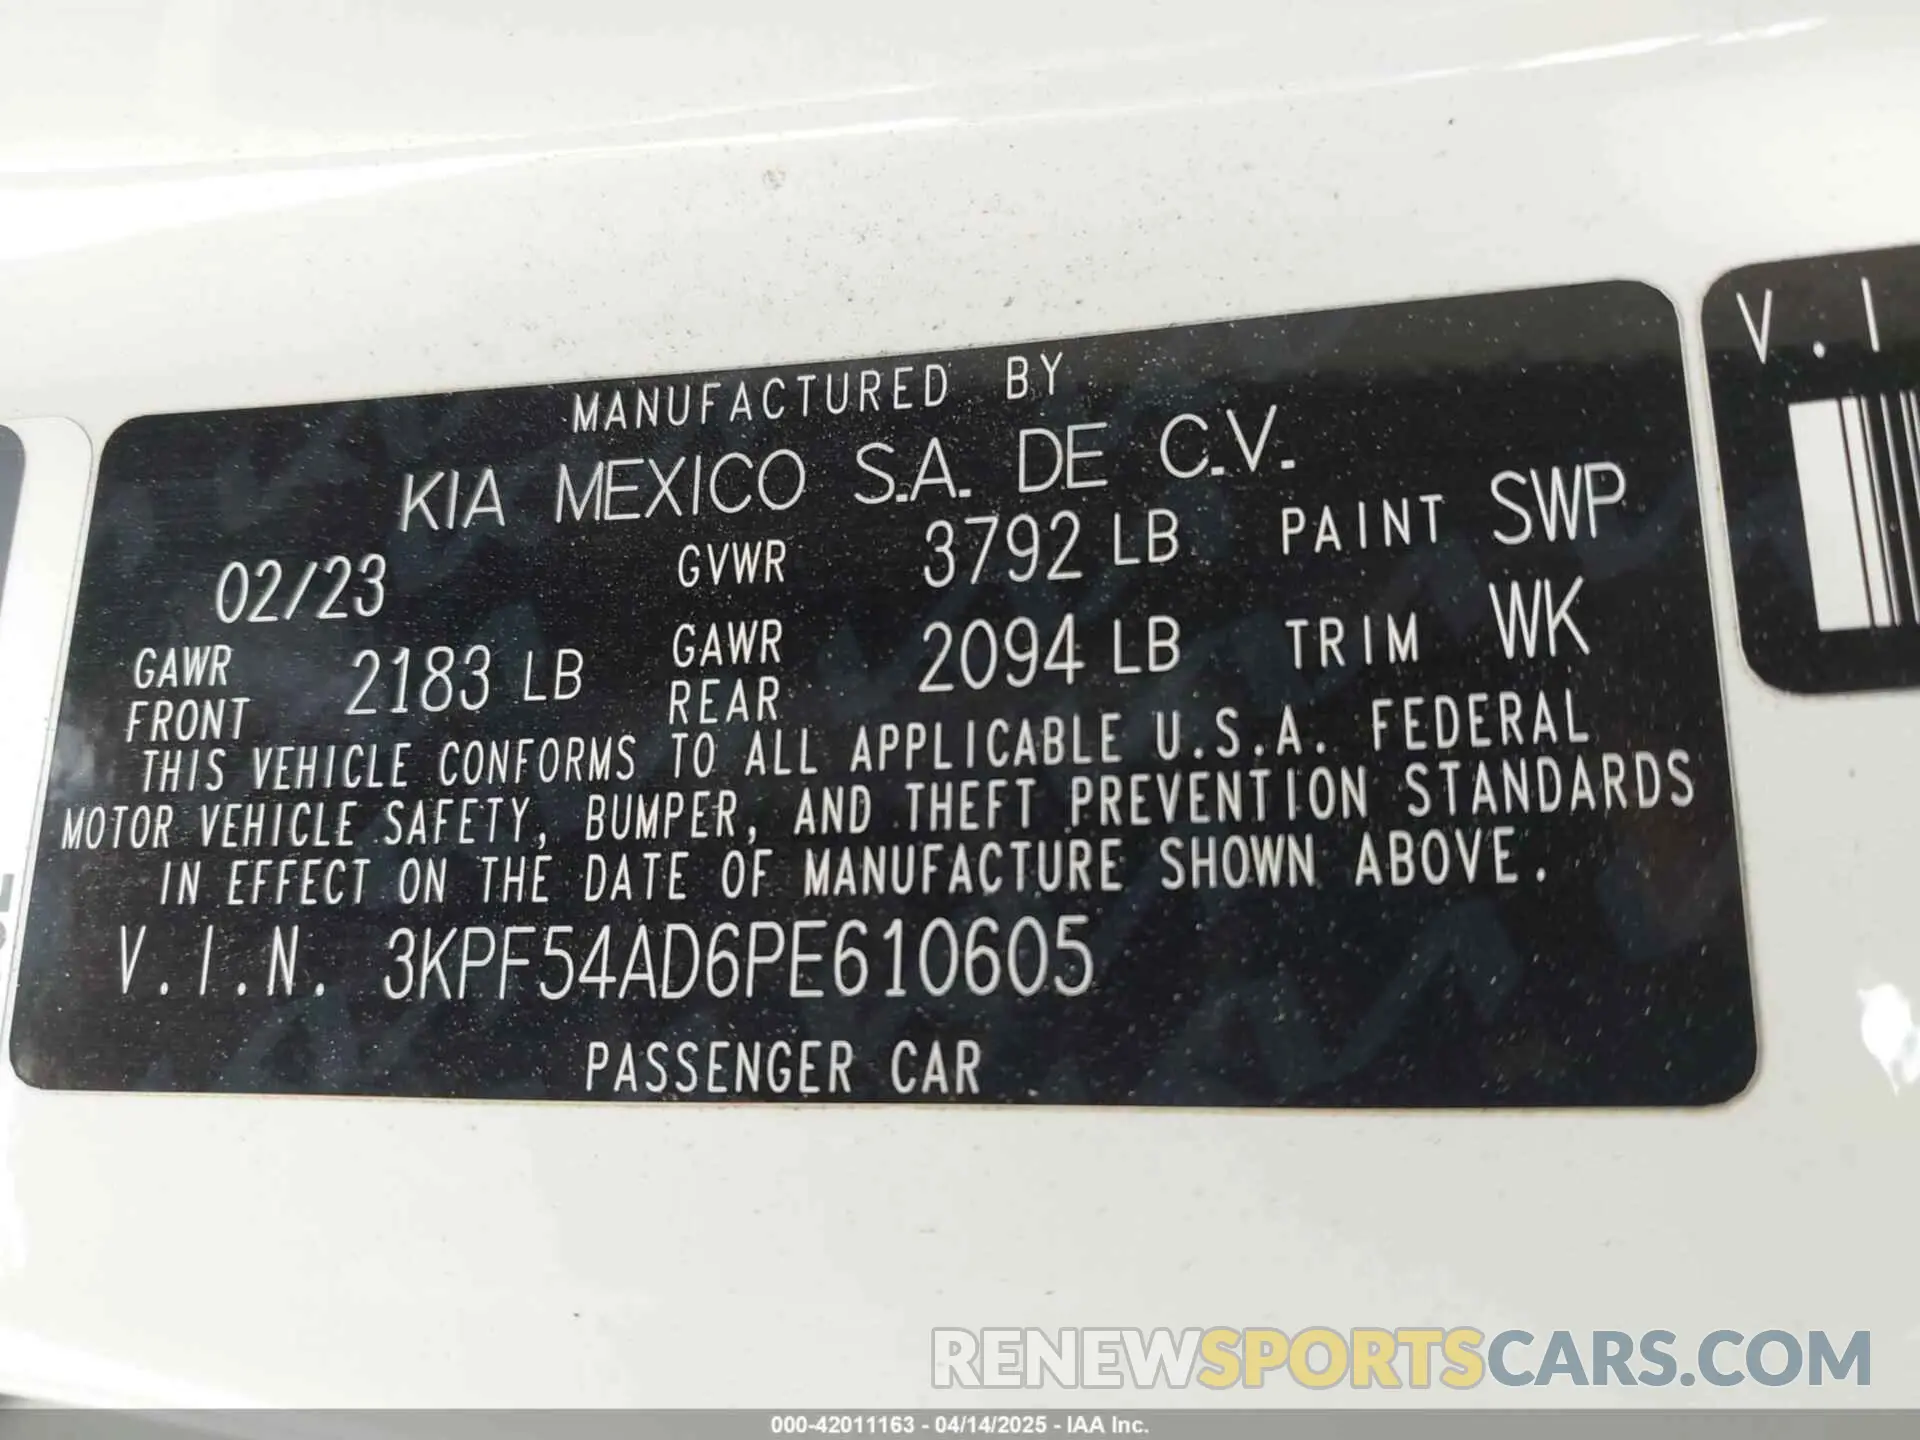 MANUFACTURED BY
KIA MEXICO S.A. DE C.V.
02/23 GVWR 3792 LB PAINT SWP
GAWR FRONT 2183 LB GAWR REAR 2094 LB TRIM WK
THIS VEHICLE CONFORMS TO ALL APPLICABLE U.S.A. FEDERAL
MOTOR VEHICLE SAFETY, BUMPER, AND THEFT PREVENTION STANDARDS
IN EFFECT ON THE DATE OF MANUFACTURE SHOWN ABOVE.
V.I.N. 3KPF54AD6PE610605
PASSENGER CAR
V.I
RENEWSPORTSCARS.COM
000-42011163 - 04/14/2025 - IAA Inc.